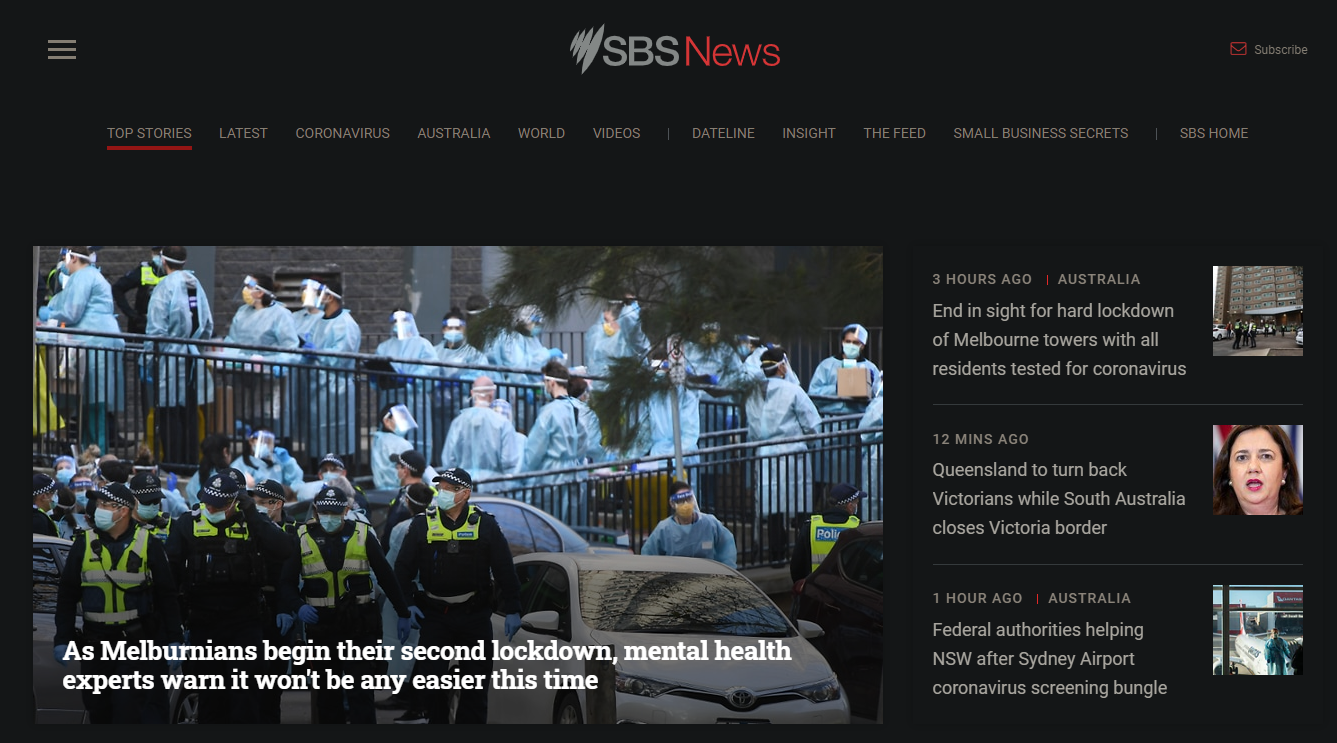 SBS News
Subscribe
TOP STORIES LATEST CORONAVIRUS AUSTRALIA WORLD VIDEOS | DATELINE INSIGHT THE FEED SMALL BUSINESS SECRETS | SBS HOME
Police
Police
As Melburnians begin their second lockdown, mental health
experts warn it won't be any easier this time
3 HOURS AGO | AUSTRALIA
End in sight for hard lockdown
of Melbourne towers with all
residents tested for coronavirus
12 MINS AGO
Queensland to turn back
Victorians while South Australia
closes Victoria border
1 HOUR AGO | AUSTRALIA
Federal authorities helping
NSW after Sydney Airport
coronavirus screening bungle